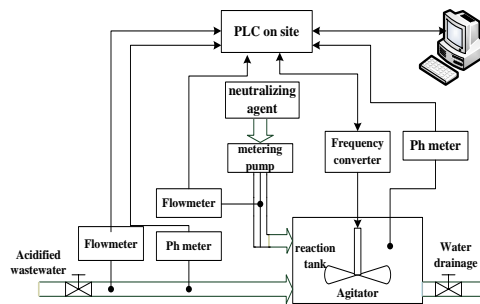 PLC on site
neutralizing
agent
metering
pump
Frequency
converter
Ph meter
Flowmeter
Acidified
wastewater
Flowmeter
Ph meter
reaction
tank
Agitator
Water
drainage